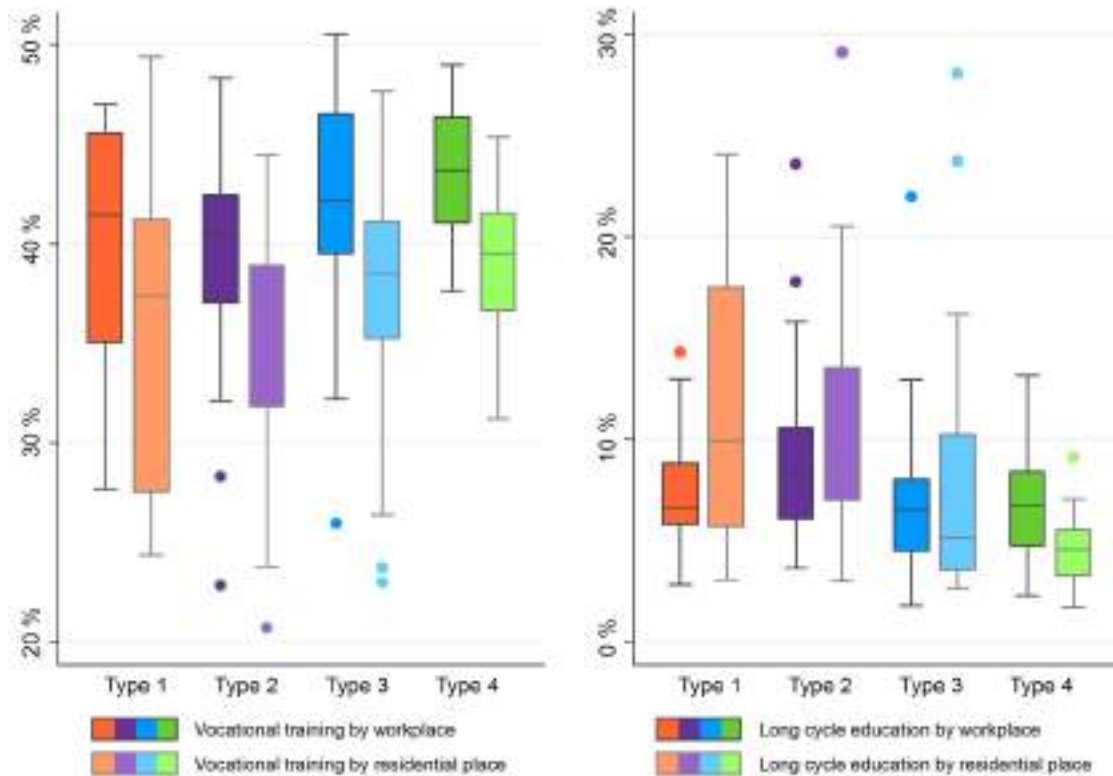 50 %
40 %
30 %
20 %
Type 1 Type 2 Type 3 Type 4
Vocational training by workplace
Vocational training by residential place
30 %
20 %
10 %
0 %
Type 1 Type 2 Type 3 Type 4
Long cycle education by workplace
Long cycle education by residential place